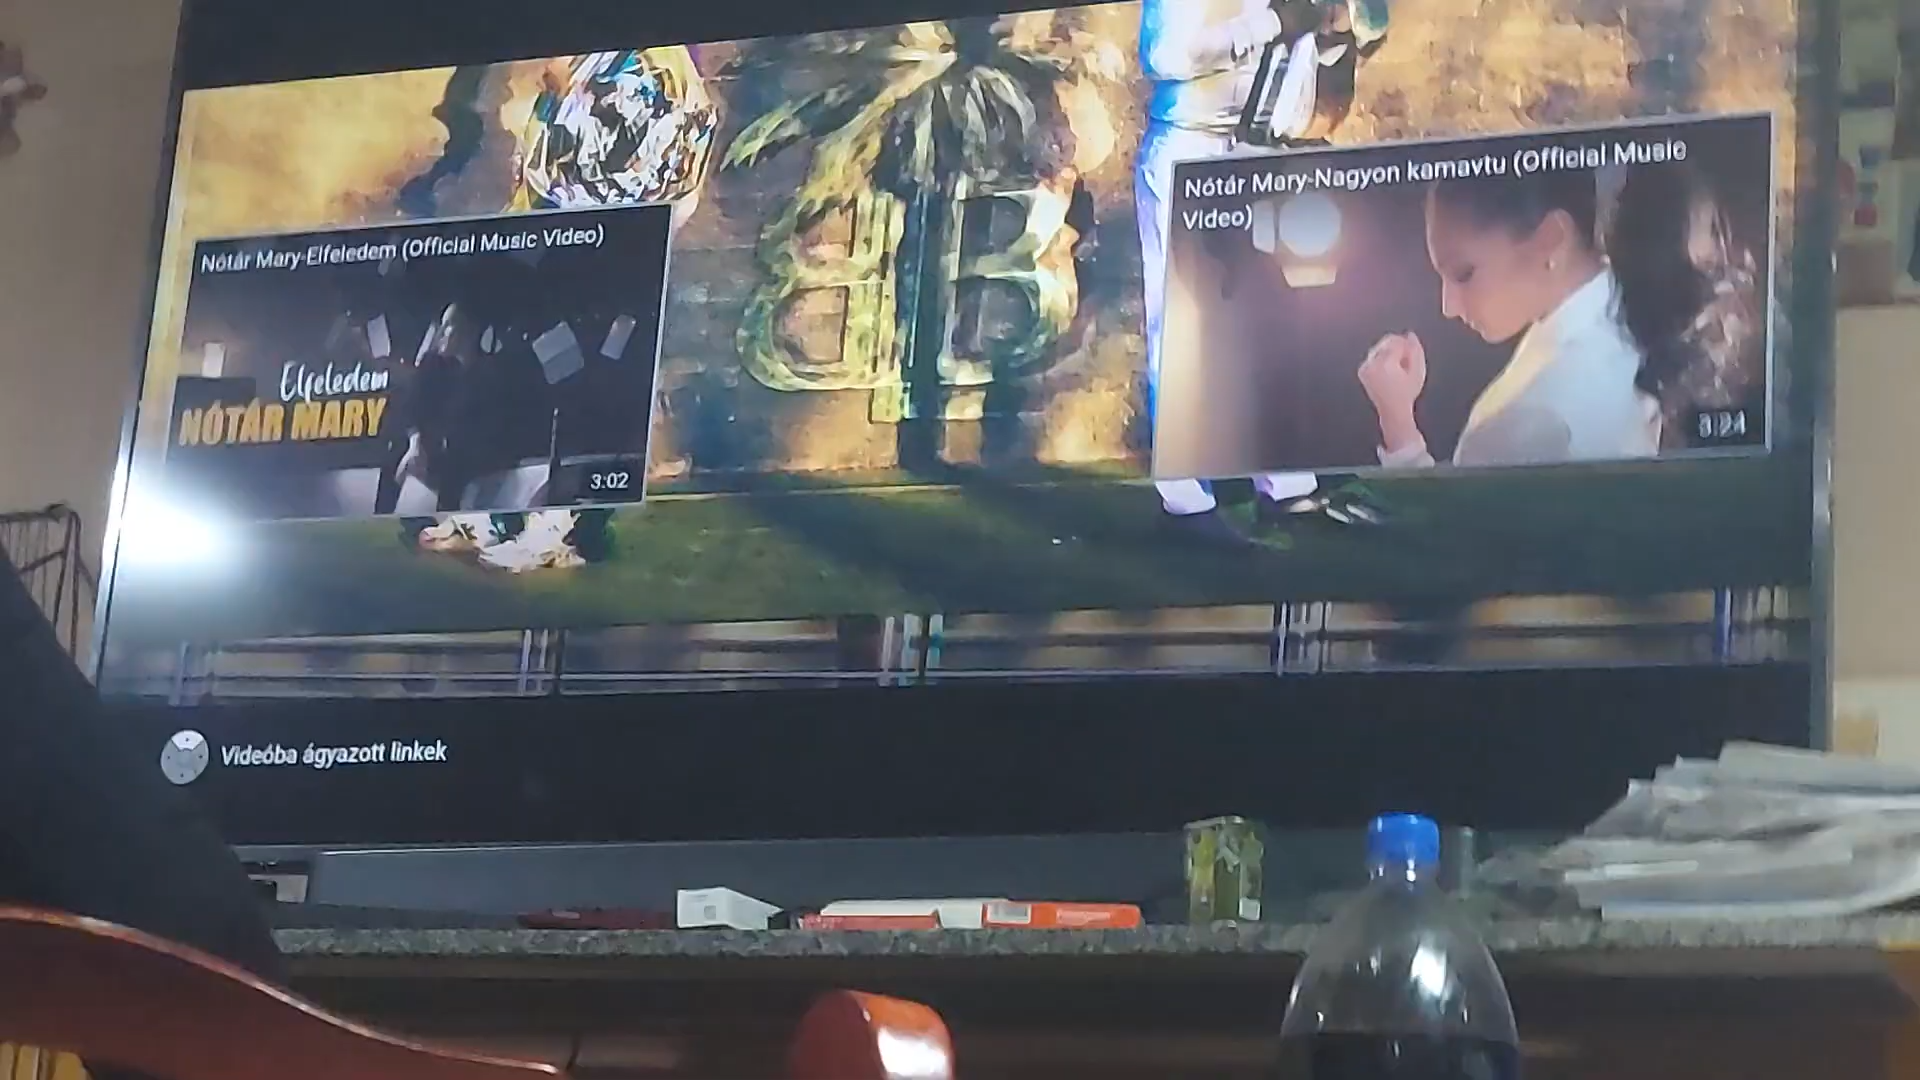 Nótár Mary-Elfeledem (Official Music Video)
Elfeledem
NÓTÁR MARY
3:02
BB
Nótár Mary-Nagyon kamavtu (Official Music
Video)
3:24
Videóba ágyazott linkek